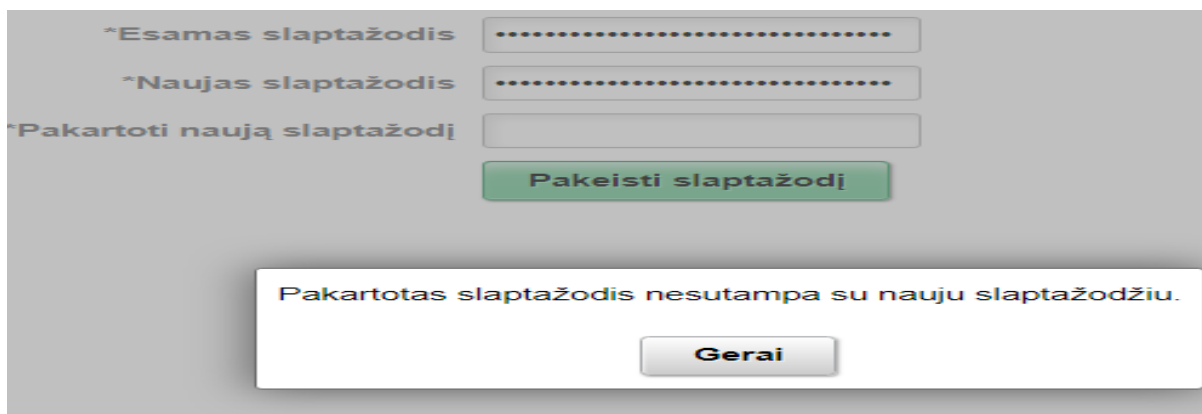 *Esamas slaptažodis
*Naujas slaptažodis
*Pakartoti naują slaptažodį
Pakeisti slaptažodį
Pakartotas slaptažodis nesutampa su nauju slaptažodžiu.
Gerai